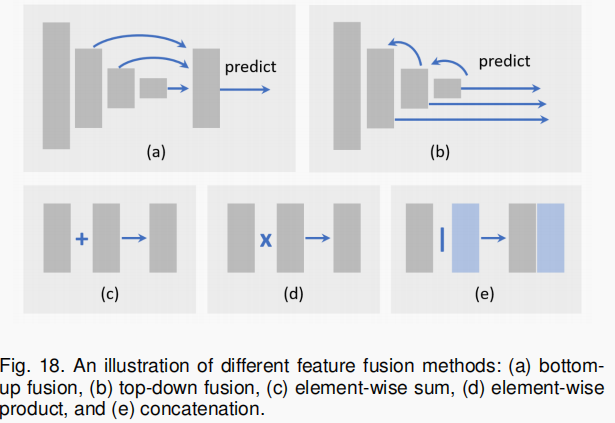 predict
(a)
predict
(b)
+
(c)
x
(d)
|
(e)
Fig. 18. An illustration of different feature fusion methods: (a) bottom-
up fusion, (b) top-down fusion, (c) element-wise sum, (d) element-wise
product, and (e) concatenation.